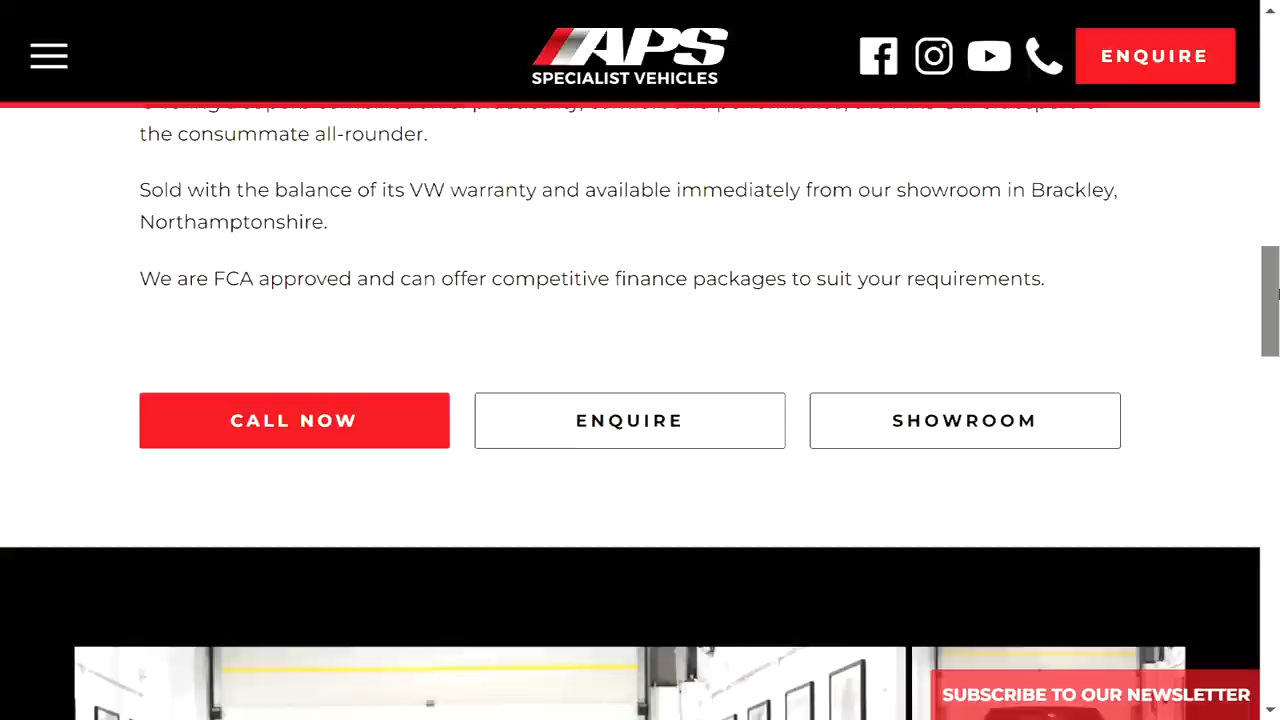 APS
SPECIALIST VEHICLES
ENQUIRE
the consummate all-rounder.
Sold with the balance of its VW warranty and available immediately from our showroom in Brackley,
Northamptonshire.
We are FCA approved and can offer competitive finance packages to suit your requirements.
CALL NOW
ENQUIRE
SHOWROOM
SUBSCRIBE TO OUR NEWSLETTER